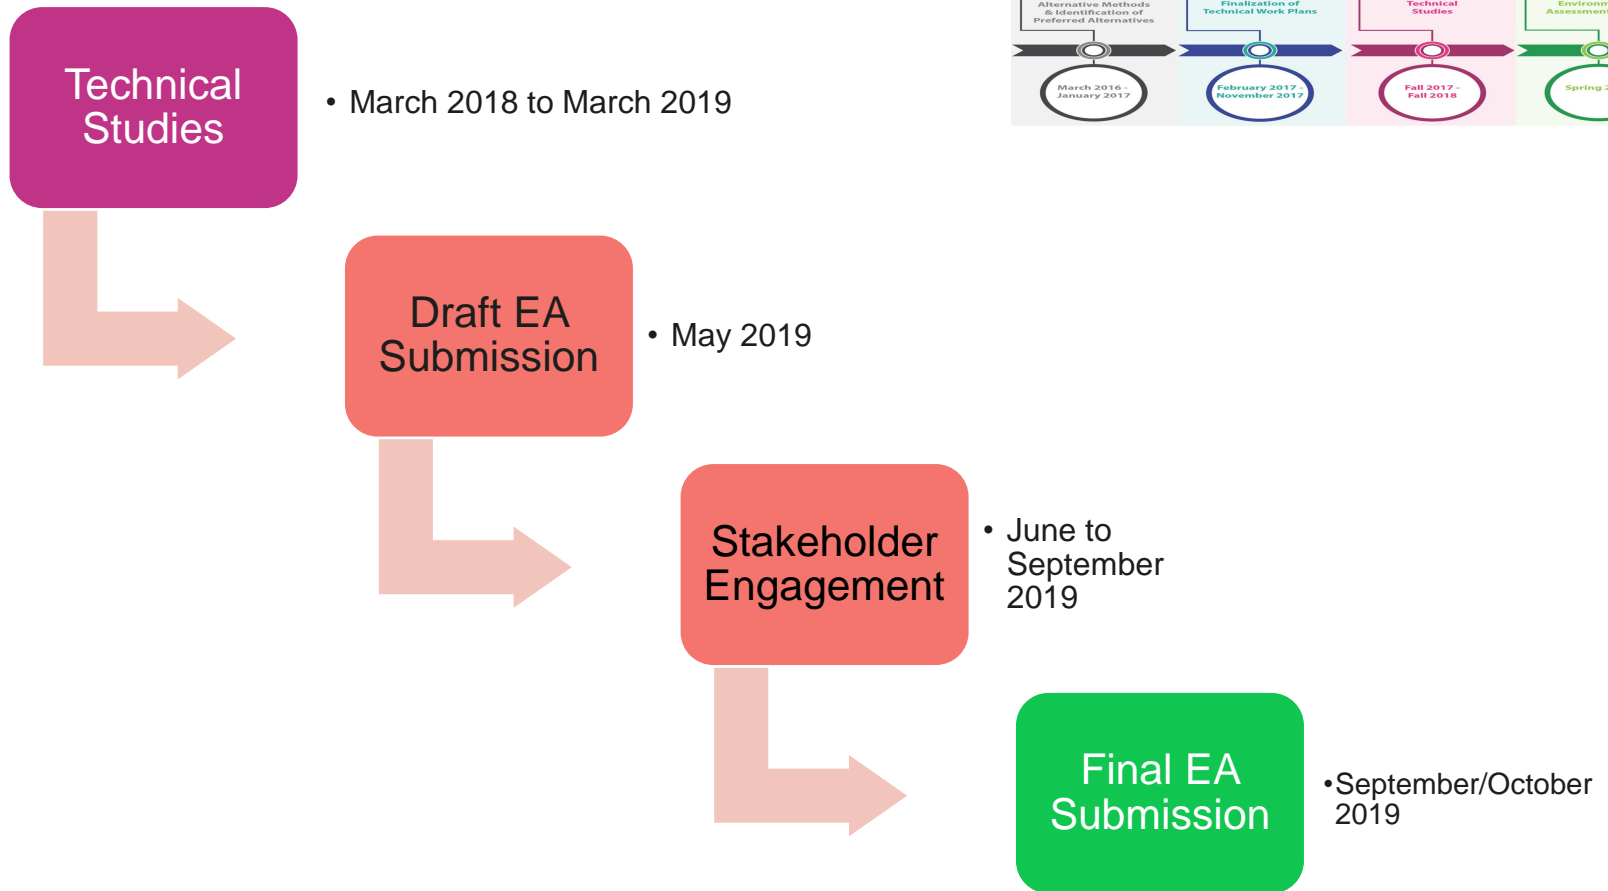 Alternative Methods
& Identification of
Preferred Alternatives
March 2016 -
January 2017
Finalization of
Technical Work Plans
February 2017 -
November 2017
Technical
Studies
Fall 2017 -
Fall 2018
Technical
Studies
• March 2018 to March 2019
Draft EA
Submission
• May 2019
Stakeholder
Engagement
• June to
September
2019
Final EA
Submission
•September/October
2019